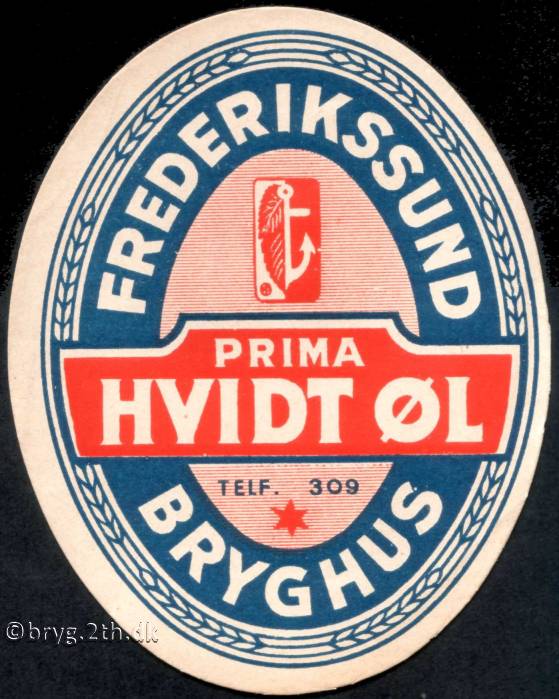 FREDERIKSSUND
PRIMA
HVIDT ØL
TELF. 309
BRYGHUS
©bryg.2th.dk